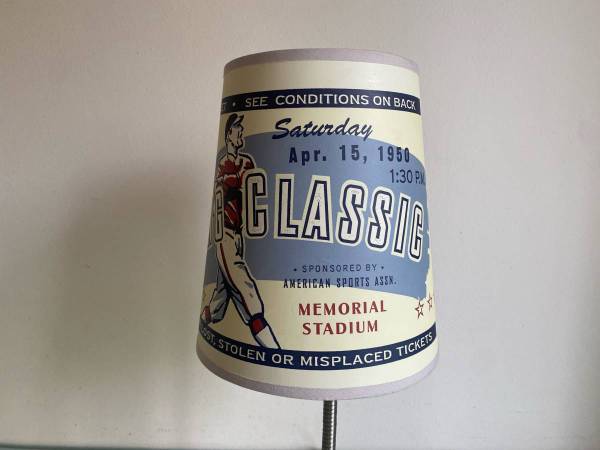 • SEE CONDITIONS ON BACK
Saturday
Apr. 15, 1950
1:30 P.M.
C CLASSIC
• SPONSORED BY •
AMERICAN SPORTS ASSN.
MEMORIAL
STADIUM
LOST, STOLEN OR MISPLACED TICKETS